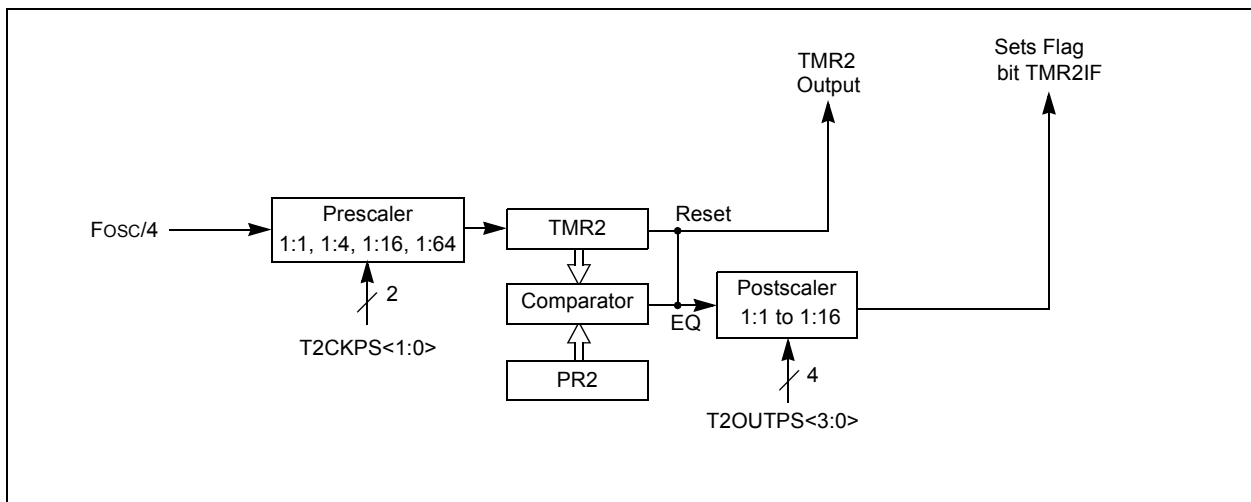 TMR2
Output
Sets Flag
bit TMR2IF
Fosc/4
Prescaler
1:1, 1:4, 1:16, 1:64
2
T2CKPS<1:0>
TMR2
Reset
Comparator
EQ
PR2
Postscaler
1:1 to 1:16
4
T2OUTPS<3:0>